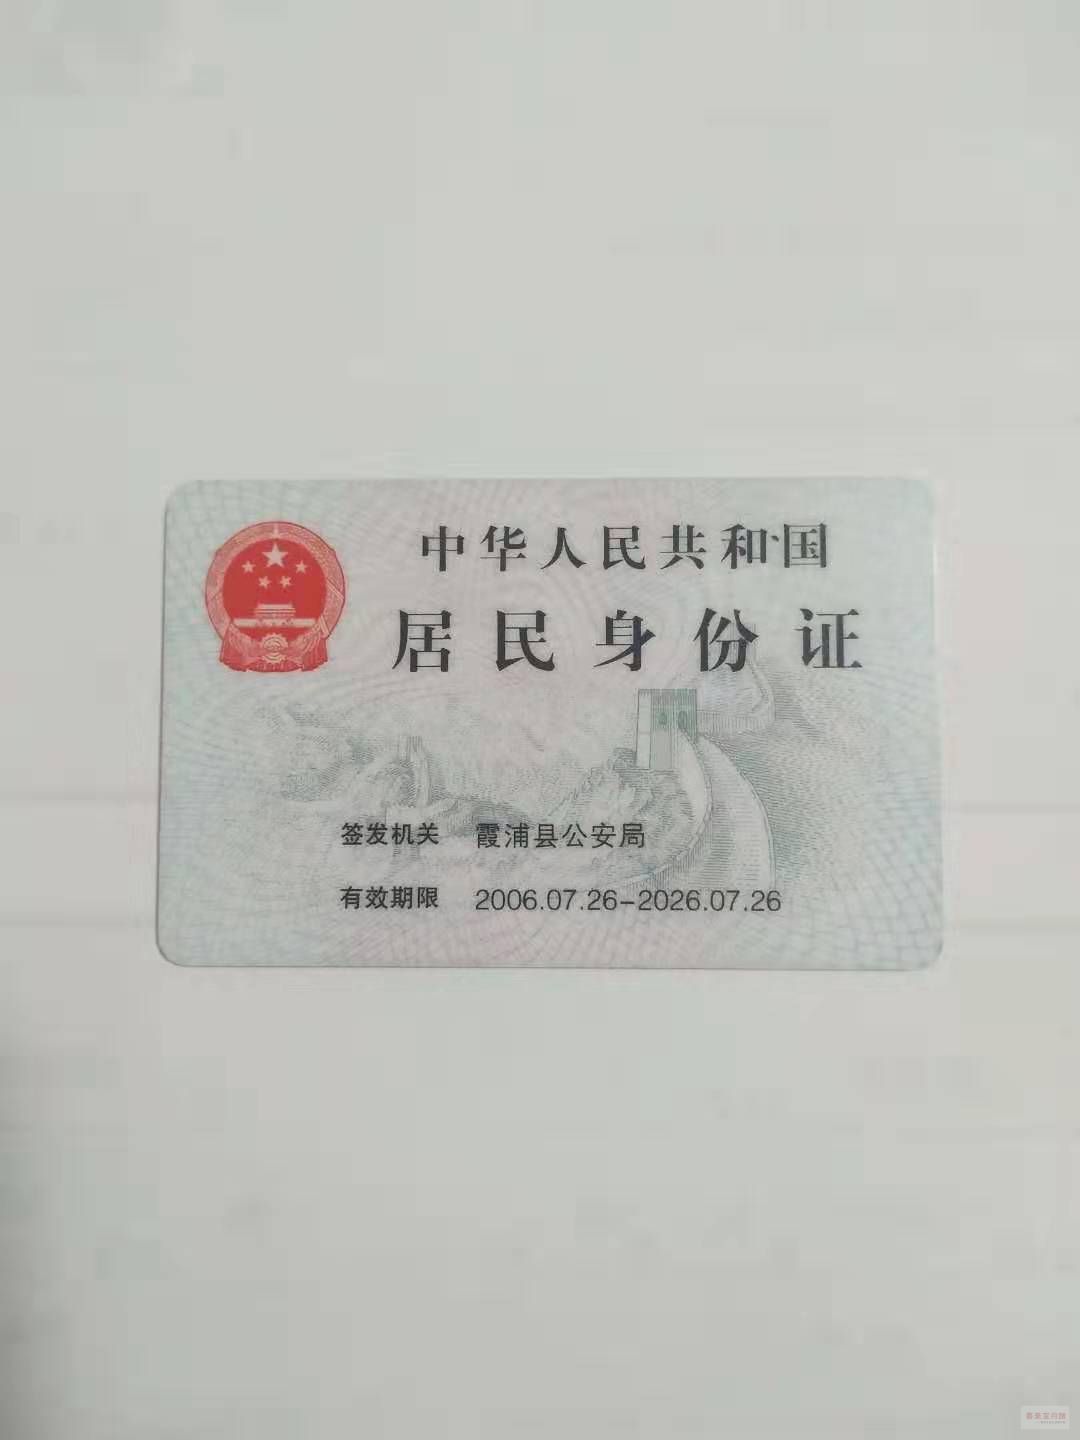 中华人民共和国
居民身份证
签发机关 霞浦县公安局
有效期限 2006.07.26-2026.07.26